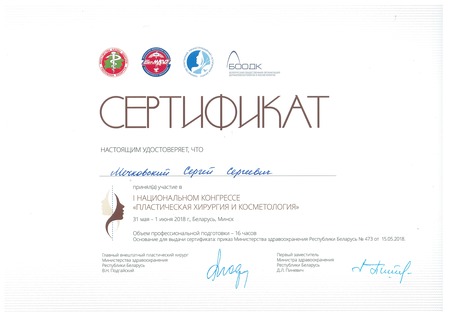 БООДК
СЕРТИФИКАТ
НАСТОЯЩИМ УДОСТОВЕРЯЕТ, ЧТО
Мечковский Сергей Сергеевич
принял(а) участие в
I НАЦИОНАЛЬНОМ КОНГРЕССЕ
«ПЛАСТИЧЕСКАЯ ХИРУРГИЯ И КОСМЕТОЛОГИЯ»
31 мая – 1 июня 2018 г., Беларусь, Минск
Объем профессиональной подготовки – 16 часов
Основание для выдачи сертификата: приказ Министерства здравоохранения Республики Беларусь № 473 от 15.05.2018
Главный внештатный пластический хирург
Министерства здравоохранения
Республики Беларусь
В.Н. Подгайский
Первый заместитель
Министра здравоохранения
Республики Беларусь
Д.Л. Пиневич